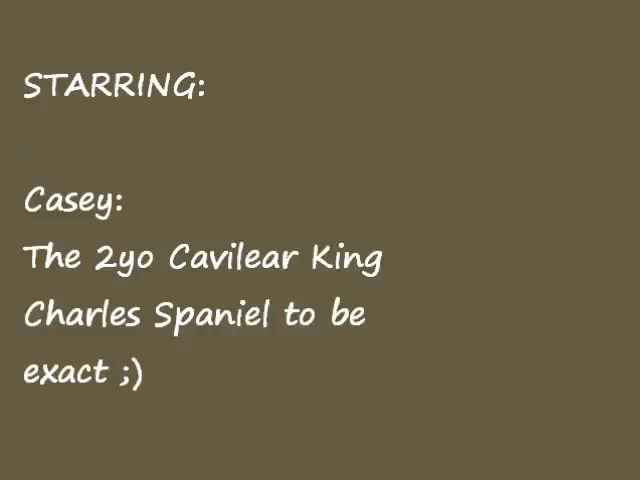 STARRING:
Casey:
The 2yo Cavilear King
Charles Spaniel to be
exact ;)